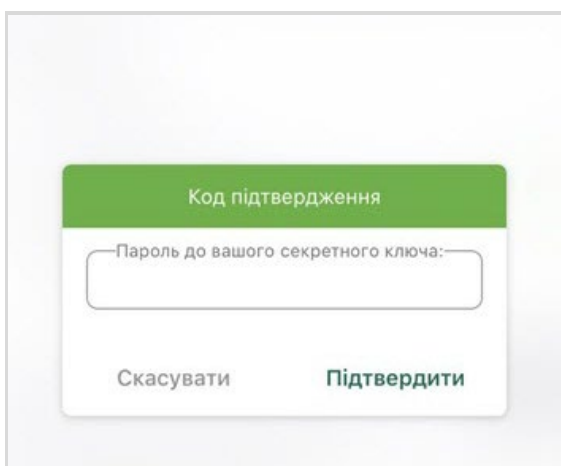 Код підтвердження
Пароль до вашого секретного ключа:
Скасувати Підтвердити